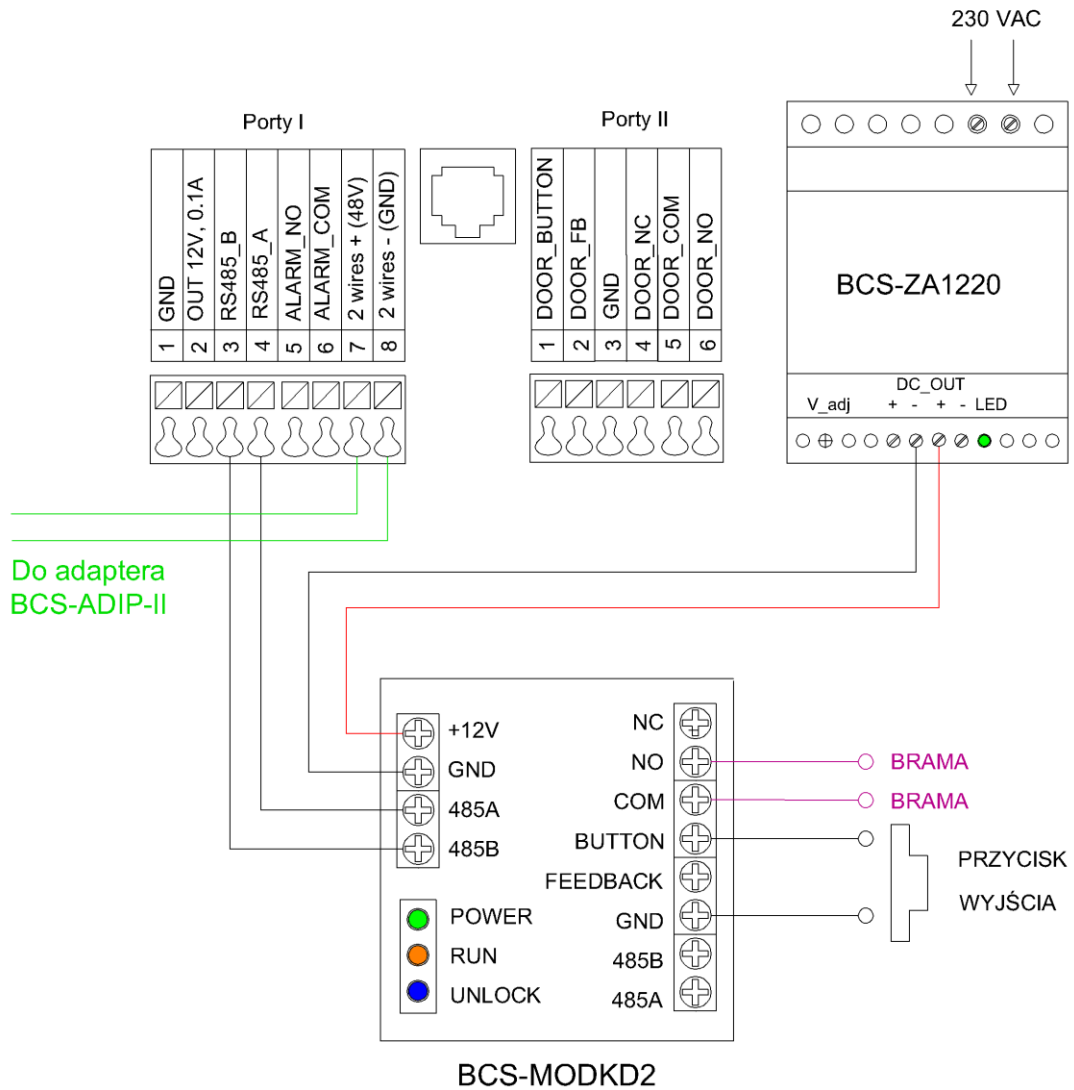 230 VAC
Porty I
Porty II
1 GND
2 OUT 12V, 0.1A
3 RS485_B
4 RS485_A
5 ALARM_NO
6 ALARM_COM
7 2 wires + (48V)
8 2 wires - (GND)
1 DOOR_BUTTON
2 DOOR_FB
3 GND
4 DOOR_NC
5 DOOR_COM
6 DOOR_NO
BCS-ZA1220
DC_OUT
V_adj + - + - LED
Do adaptera
BCS-ADIP-II
+12V
GND
485A
485B
POWER
RUN
UNLOCK
NC
NO
COM
BUTTON
FEEDBACK
GND
485B
485A
BRAMA
BRAMA
PRZYCISK
WYJŚCIA
BCS-MODKD2